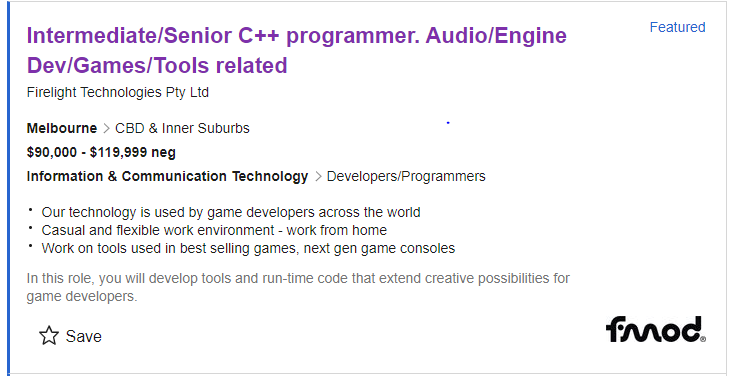 Intermediate/Senior C++ programmer. Audio/Engine
Featured
Dev/Games/Tools related
Firelight Technologies Pty Ltd
Melbourne > CBD & Inner Suburbs
$90,000 - $119,999 neg
Information & Communication Technology > Developers/Programmers
• Our technology is used by game developers across the world
• Casual and flexible work environment - work from home
• Work on tools used in best selling games, next gen game consoles
In this role, you will develop tools and run-time code that extend creative possibilities for
game developers.
Save
fmod®